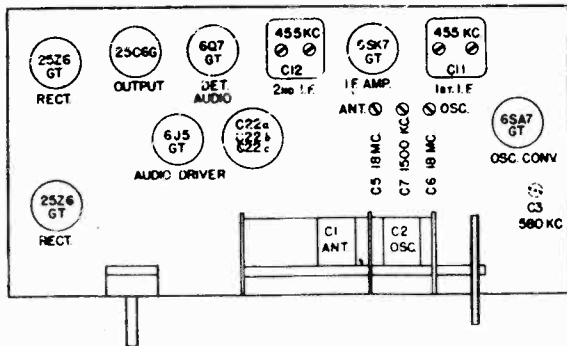 25Z6
GT
RECT.
25C6G
OUTPUT
6Q7
GT
DET.
AUDIO
455 KC
C12
2ND I.F.
6SK7
GT
I.F. AMP.
455 KC
C11
1ST. I.F
ANT.
OSC.
C5 18 MC.
C7 1500 KC
C6 18 MC.
6SA7
GT
OSC. CONV.
C3
580 KC
6J5
GT
AUDIO DRIVER
C22a
C22b
C22c
25Z6
GT
RECT.
C1
ANT
C2
OSC.